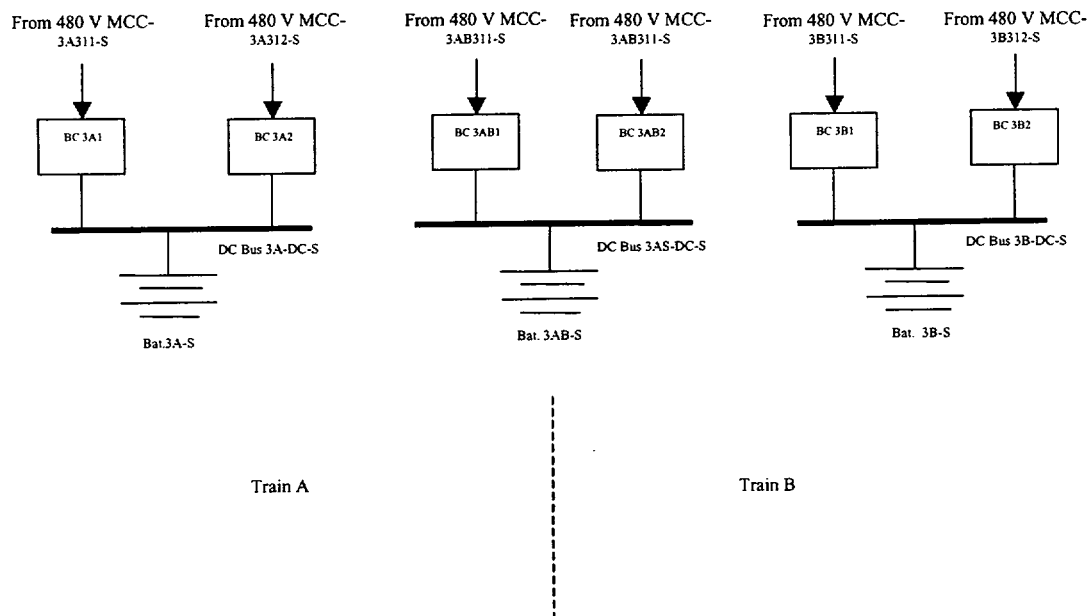 From 480 V MCC-
3A311-S
From 480 V MCC-
3A312-S
From 480 V MCC-
3AB311-S
From 480 V MCC-
3AB311-S
From 480 V MCC-
3B311-S
From 480 V MCC-
3B312-S
BC 3A1
BC 3A2
BC 3AB1
BC 3AB2
BC 3B1
BC 3B2
DC Bus 3A-DC-S
DC Bus 3AS-DC-S
DC Bus 3B-DC-S
Bat.3A-S
Bat. 3AB-S
Bat. 3B-S
Train A
Train B